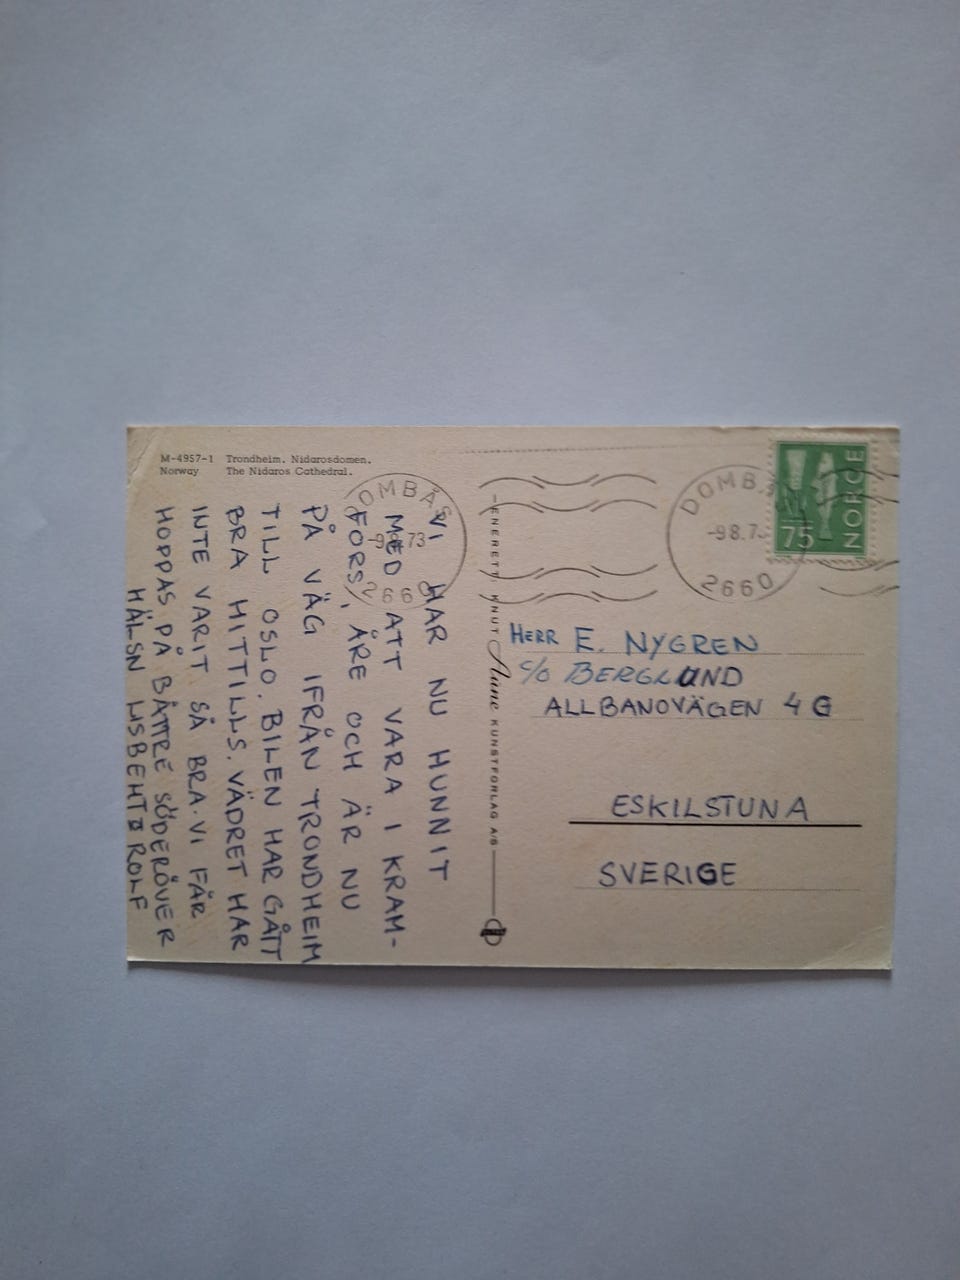 M-4957-1 Trondheim. Nidarosdomen.
Norway The Nidaros Cathedral.
VI HAR NU HUNNIT
MED ATT VARA I KRAM-
FORS, ÅRE OCH ÄR NU
PÅ VÄG IFRÅN TRONDHEIM
TILL OSLO. BILEN HAR GÅTT
BRA HITTILLS. VÄDRET HAR
INTE VARIT SÅ BRA. VI FÅR
HOPPAS PÅ BÄTTRE SÖDERÖVER
HÄLSN LISBEHT & ROLF
DOMBÅS
-9.8.73
2660
ENERETT: KNUT Aune KUNSTFORLAG A/S
DOMBÅS
-9 8.7
2660
NORGE
75
HERR E. NYGREN
c/o BERGLUND
ALLBANOVÄGEN 4 G
ESKILSTUNA
SVERIGE